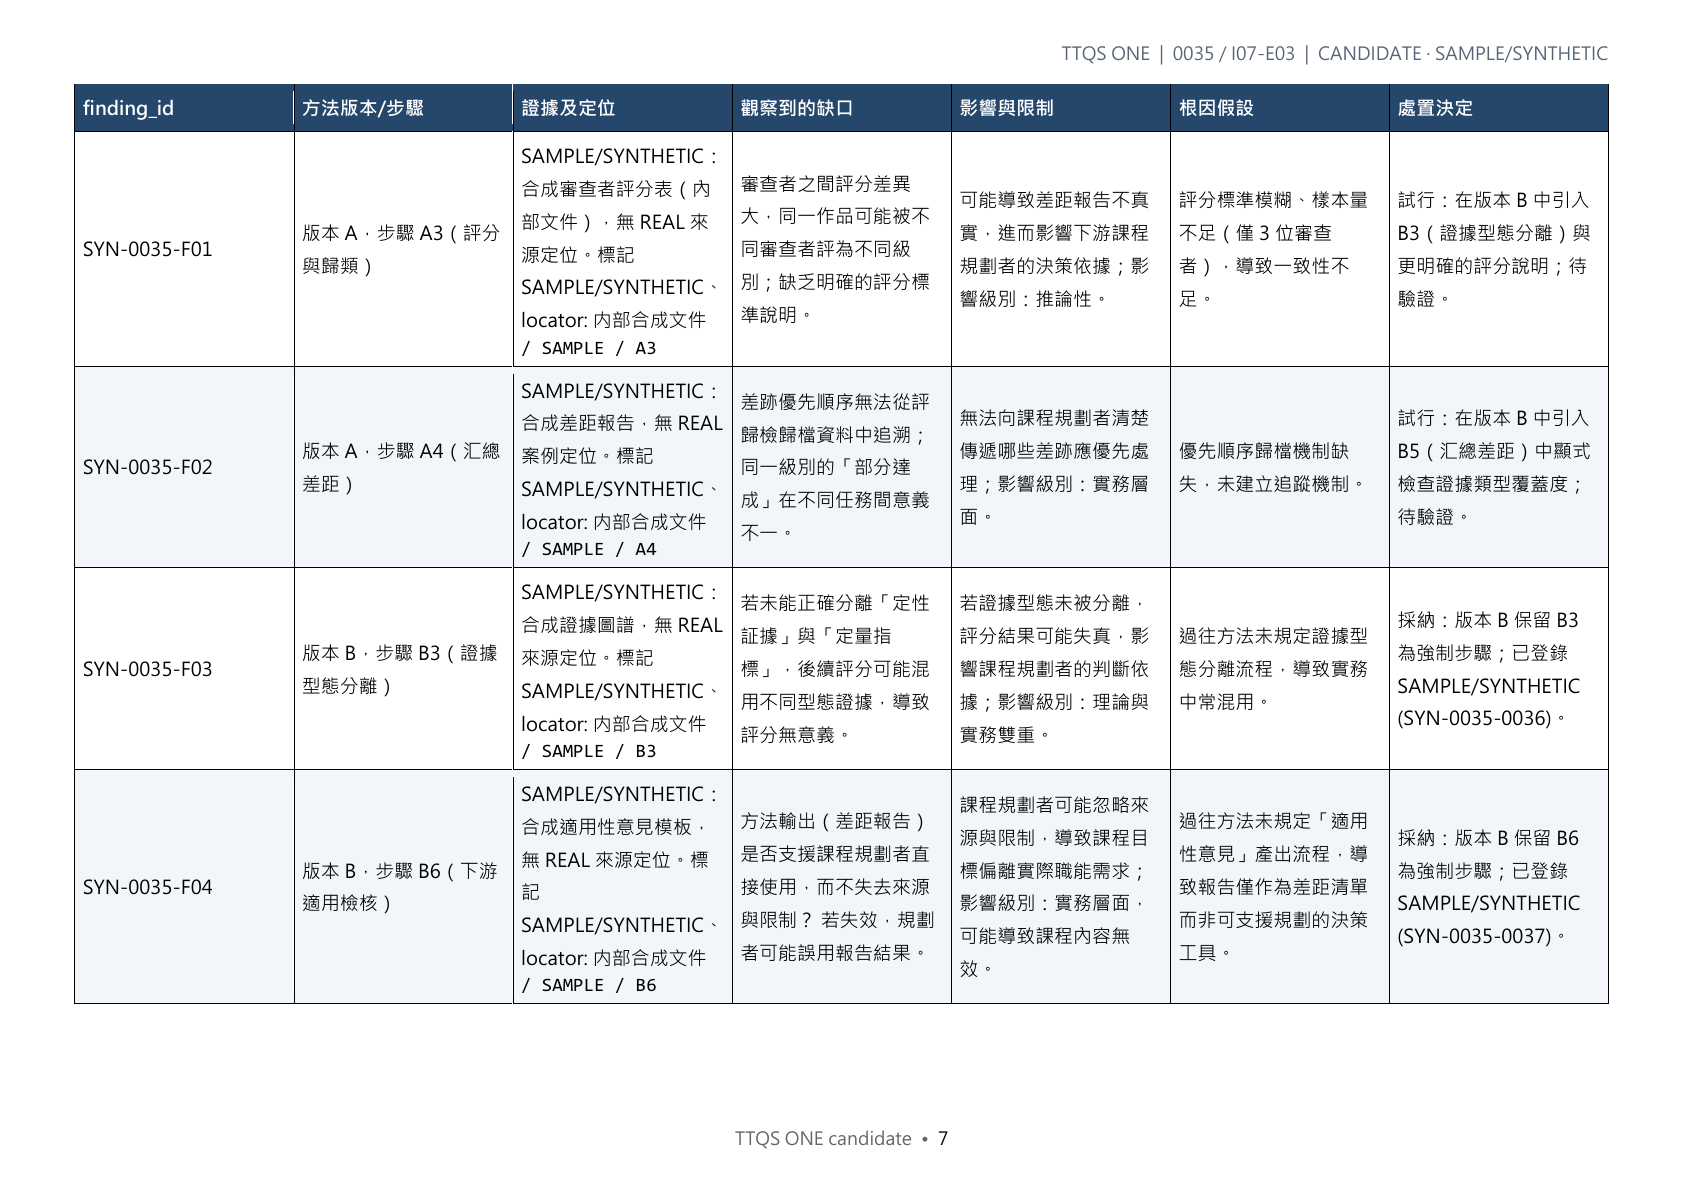 TTQS ONE | 0035 / I07-E03 | CANDIDATE · SAMPLE/SYNTHETIC
finding_id
方法版本/步驟
證據及定位
觀察到的缺口
影響與限制
根因假設
處置決定
SYN-0035-F01
版本 A，步驟 A3（評分
與歸類）
SAMPLE/SYNTHETIC：
合成審查者評分表（內
部文件），無 REAL 來
源定位。標記
SAMPLE/SYNTHETIC、
locator: 內部合成文件
/ SAMPLE / A3
審查者之間評分差異
大，同一作品可能被不
同審查者評為不同級
別；缺乏明確的評分標
準說明。
可能導致差距報告不真
實，進而影響下游課程
規劃者的決策依據；影
響級別：推論性。
評分標準模糊、樣本量
不足（僅 3 位審查
者），導致一致性不
足。
試行：在版本 B 中引入
B3（證據型態分離）與
更明確的評分說明；待
驗證。
SYN-0035-F02
版本 A，步驟 A4（汇總
差距）
SAMPLE/SYNTHETIC：
合成差距報告，無 REAL
案例定位。標記
SAMPLE/SYNTHETIC、
locator: 內部合成文件
/ SAMPLE / A4
差跡優先順序無法從評
歸檢歸檔資料中追溯；
同一級別的「部分達
成」在不同任務間意義
不一。
無法向課程規劃者清楚
傳遞哪些差跡應優先處
理；影響級別：實務層
面。
優先順序歸檔機制缺
失，未建立追蹤機制。
試行：在版本 B 中引入
B5（汇總差距）中顯式
檢查證據類型覆蓋度；
待驗證。
SYN-0035-F03
版本 B，步驟 B3（證據
型態分離）
SAMPLE/SYNTHETIC：
合成證據圖譜，無 REAL
來源定位。標記
SAMPLE/SYNTHETIC、
locator: 內部合成文件
/ SAMPLE / B3
若未能正確分離「定性
証據」與「定量指
標」，後續評分可能混
用不同型態證據，導致
評分無意義。
若證據型態未被分離，
評分結果可能失真，影
響課程規劃者的判斷依
據；影響級別：理論與
實務雙重。
過往方法未規定證據型
態分離流程，導致實務
中常混用。
採納：版本 B 保留 B3
為強制步驟；已登錄
SAMPLE/SYNTHETIC
(SYN-0035-0036)。
SYN-0035-F04
版本 B，步驟 B6（下游
適用檢核）
SAMPLE/SYNTHETIC：
合成適用性意見模板，
無 REAL 來源定位。標
記
SAMPLE/SYNTHETIC、
locator: 內部合成文件
/ SAMPLE / B6
方法輸出（差距報告）
是否支援課程規劃者直
接使用，而不失去來源
與限制？ 若失效，規劃
者可能誤用報告結果。
課程規劃者可能忽略來
源與限制，導致課程目
標偏離實際職能需求；
影響級別：實務層面，
可能導致課程內容無
效。
過往方法未規定「適用
性意見」產出流程，導
致報告僅作為差距清單
而非可支援規劃的決策
工具。
採納：版本 B 保留 B6
為強制步驟；已登錄
SAMPLE/SYNTHETIC
(SYN-0035-0037)。
TTQS ONE candidate • 7